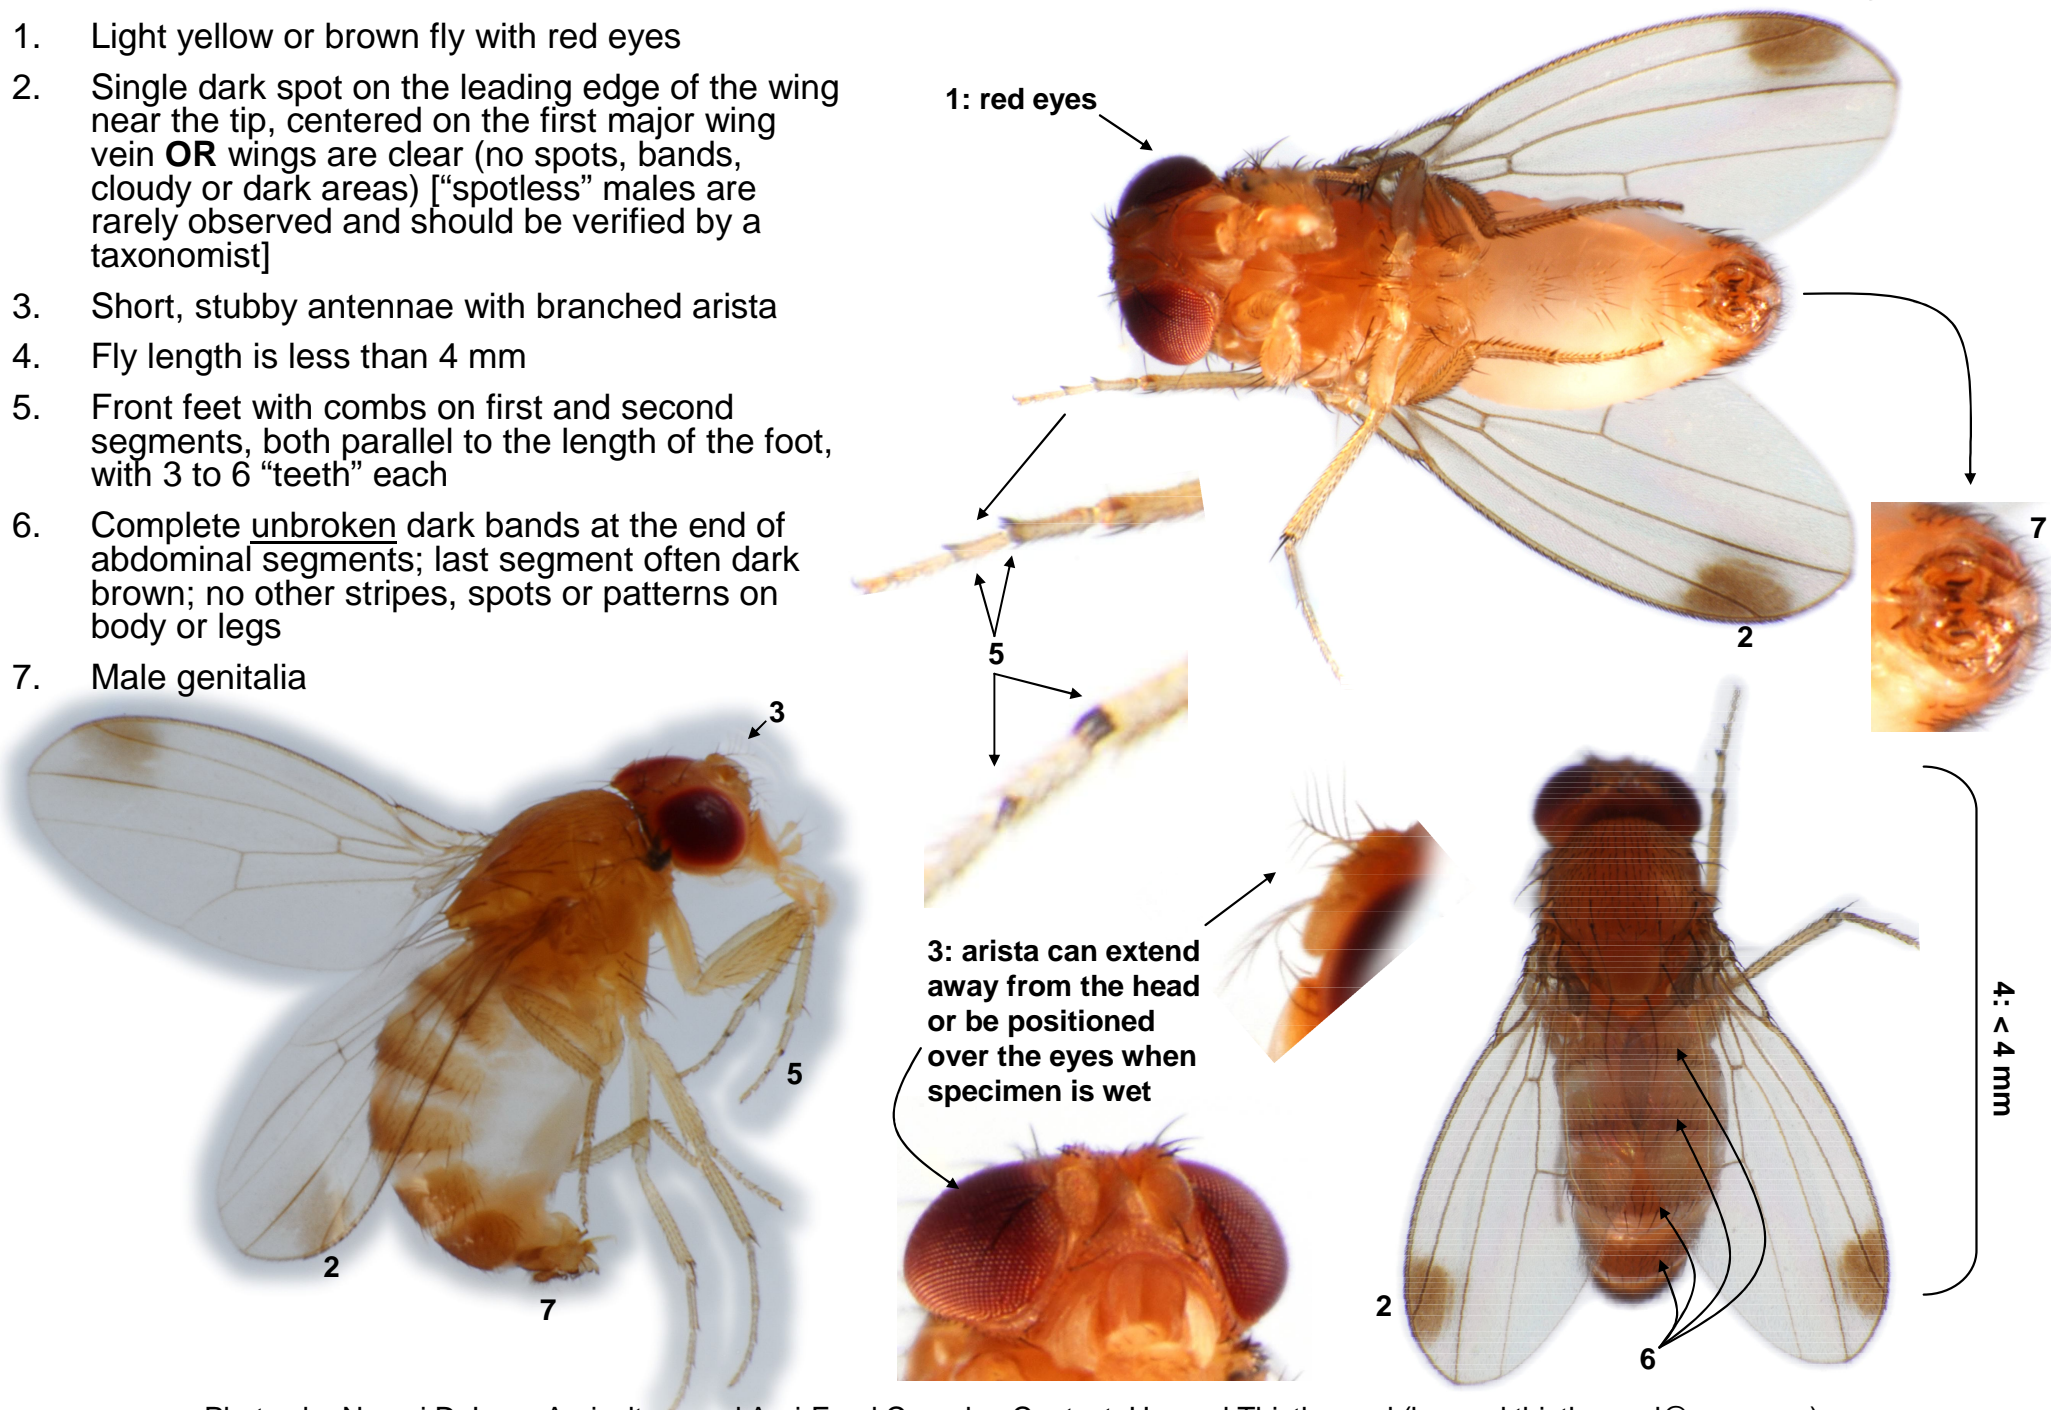 1. Light yellow or brown fly with red eyes
2. Single dark spot on the leading edge of the wing
near the tip, centered on the first major wing
vein OR wings are clear (no spots, bands,
cloudy or dark areas) [“spotless” males are
rarely observed and should be verified by a
taxonomist]
3. Short, stubby antennae with branched arista
4. Fly length is less than 4 mm
5. Front feet with combs on first and second
segments, both parallel to the length of the foot,
with 3 to 6 “teeth” each
6. Complete unbroken dark bands at the end of
abdominal segments; last segment often dark
brown; no other stripes, spots or patterns on
body or legs
7. Male genitalia
1: red eyes
7
2
5
3
3: arista can extend
away from the head
or be positioned
over the eyes when
specimen is wet
4: < 4 mm
5
2
7
2
6